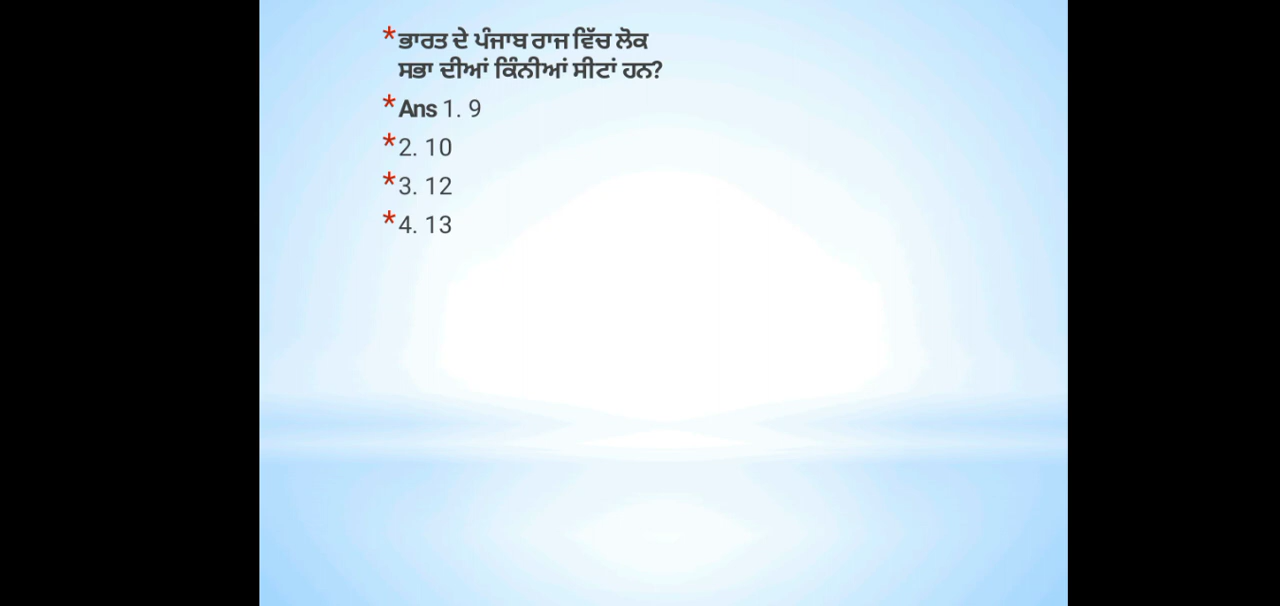 *ਭਾਰਤ ਦੇ ਪੰਜਾਬ ਰਾਜ ਵਿੱਚ ਲੋਕ
ਸਭਾ ਦੀਆਂ ਕਿੰਨੀਆਂ ਸੀਟਾਂ ਹਨ?
*Ans 1. 9
*2. 10
*3. 12
*4. 13